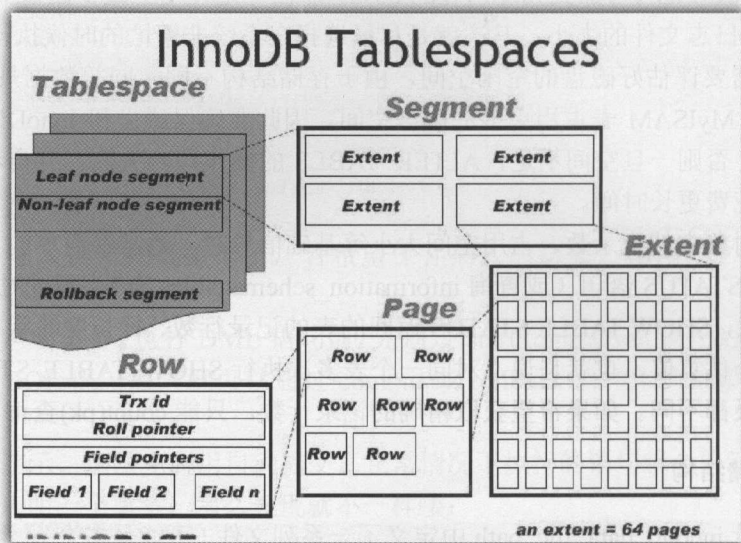 InnoDB Tablespaces
Tablespace
Leaf node segment
Non-leaf node segment
Rollback segment
Segment
Extent Extent
Extent Extent
Extent
an extent = 64 pages
Page
Row Row
Row Row Row
Row Row
Row
Trx id
Roll pointer
Field pointers
Field 1 Field 2 Field n